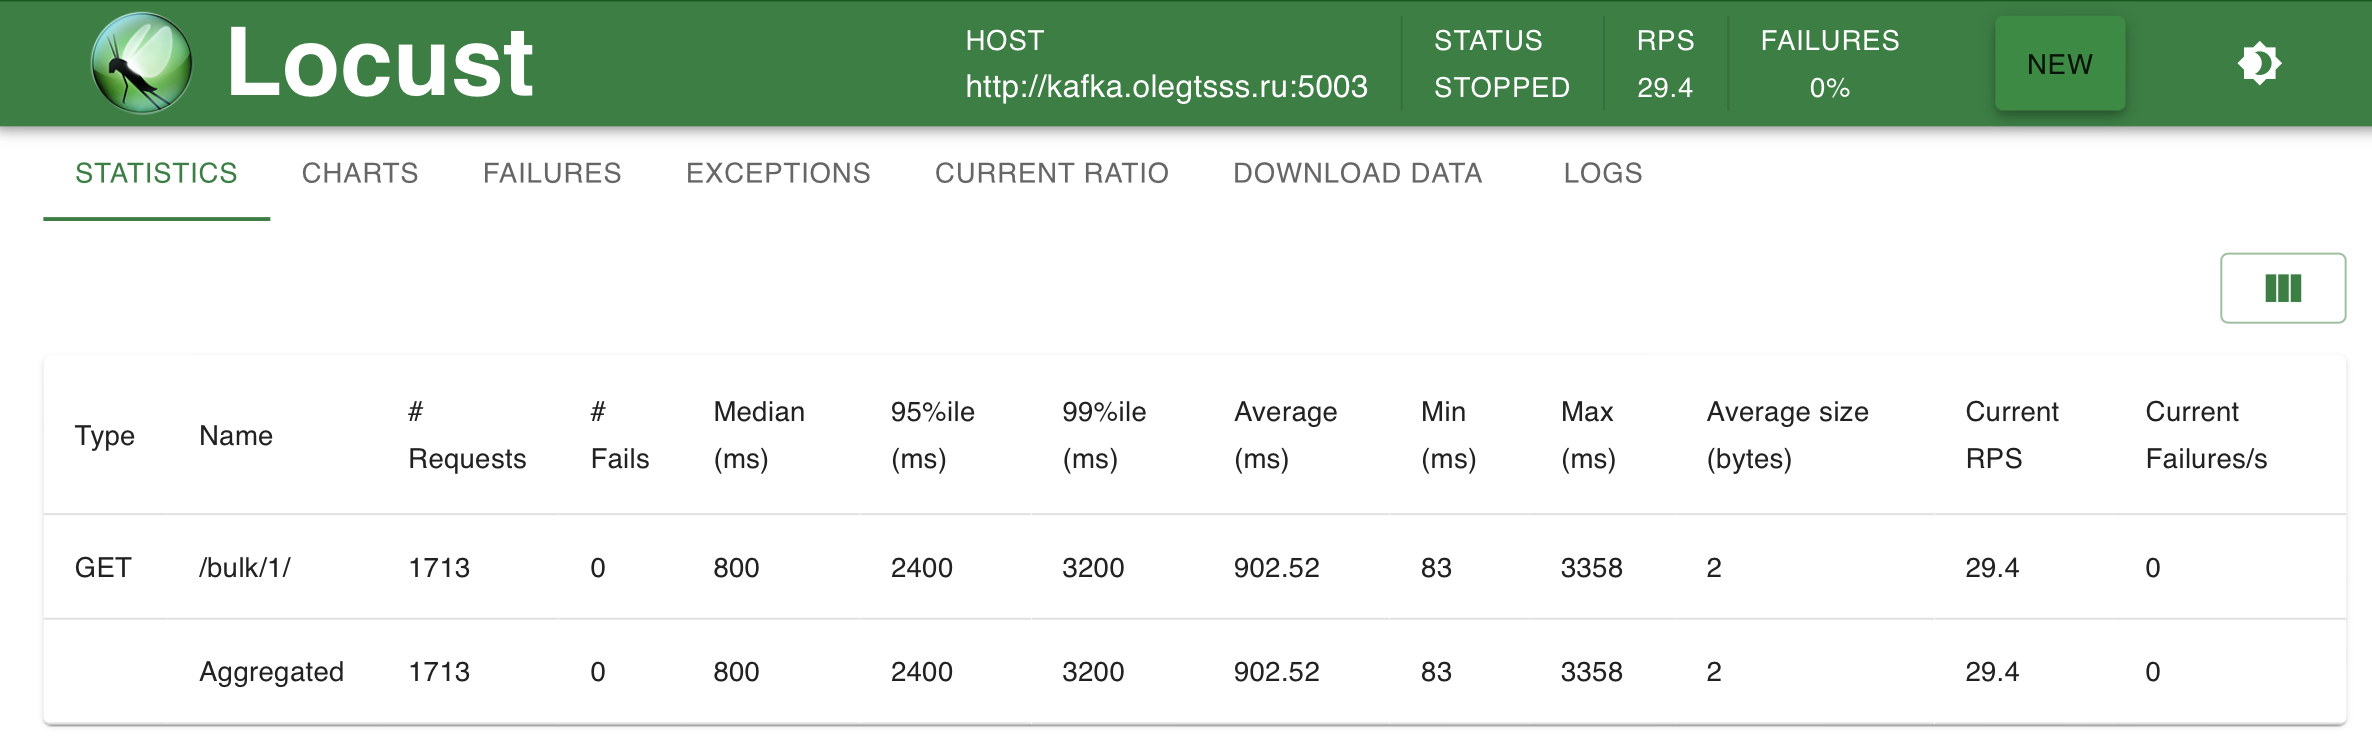 Locust
HOST
http://kafka.olegtsss.ru:5003
STATUS
STOPPED
RPS
29.4
FAILURES
0%
NEW
STATISTICS CHARTS FAILURES EXCEPTIONS CURRENT RATIO DOWNLOAD DATA LOGS
Type Name # Requests # Fails Median (ms) 95%ile (ms) 99%ile (ms) Average (ms) Min (ms) Max (ms) Average size (bytes) Current RPS Current Failures/s
GET /bulk/1/ 1713 0 800 2400 3200 902.52 83 3358 2 29.4 0
Aggregated 1713 0 800 2400 3200 902.52 83 3358 2 29.4 0